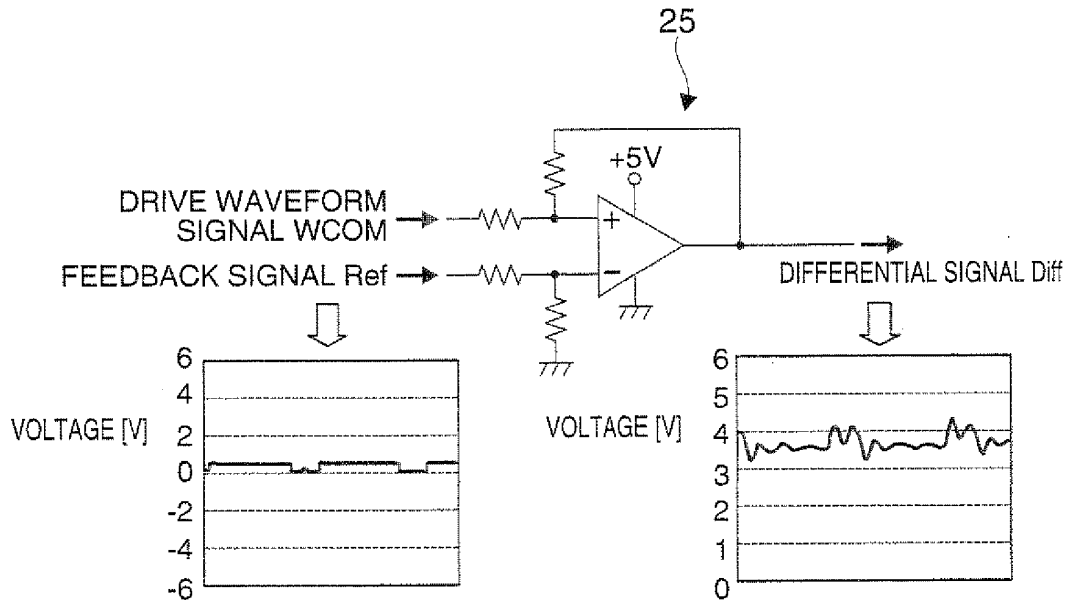 25
+5V
DRIVE WAVEFORM
SIGNAL WCOM
+
FEEDBACK SIGNAL Ref
−
DIFFERENTIAL SIGNAL Diff
VOLTAGE [V]
6
4
2
0
-2
-4
-6
VOLTAGE [V]
6
5
4
3
2
1
0